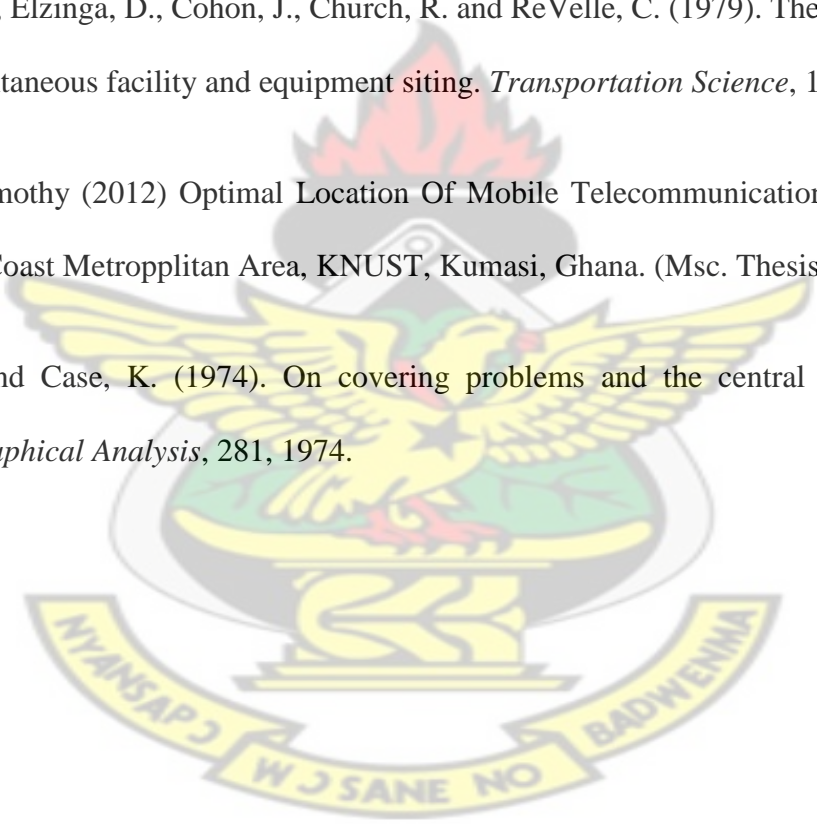 , Elzinga, D., Cohon, J., Church, R. and ReVelle, C. (1979). The
taneous facility and equipment siting. Transportation Science, 1
mothy (2012) Optimal Location Of Mobile Telecommunication
Coast Metropplitan Area, KNUST, Kumasi, Ghana. (Msc. Thesis
nd Case, K. (1974). On covering problems and the central
aphical Analysis, 281, 1974.
NYANSAPƆ WƆSANE NO BADWENMA